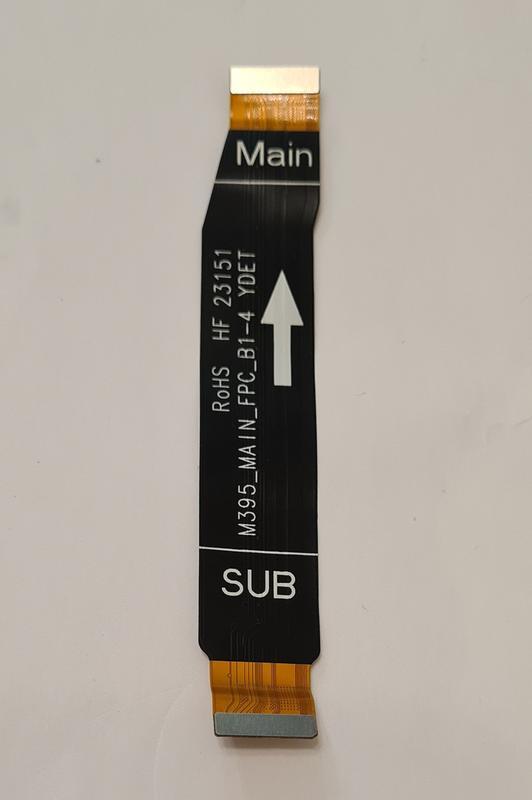 Main
RoHS HF 23151
M395_MAIN_FPC_B1-4 YDET
SUB